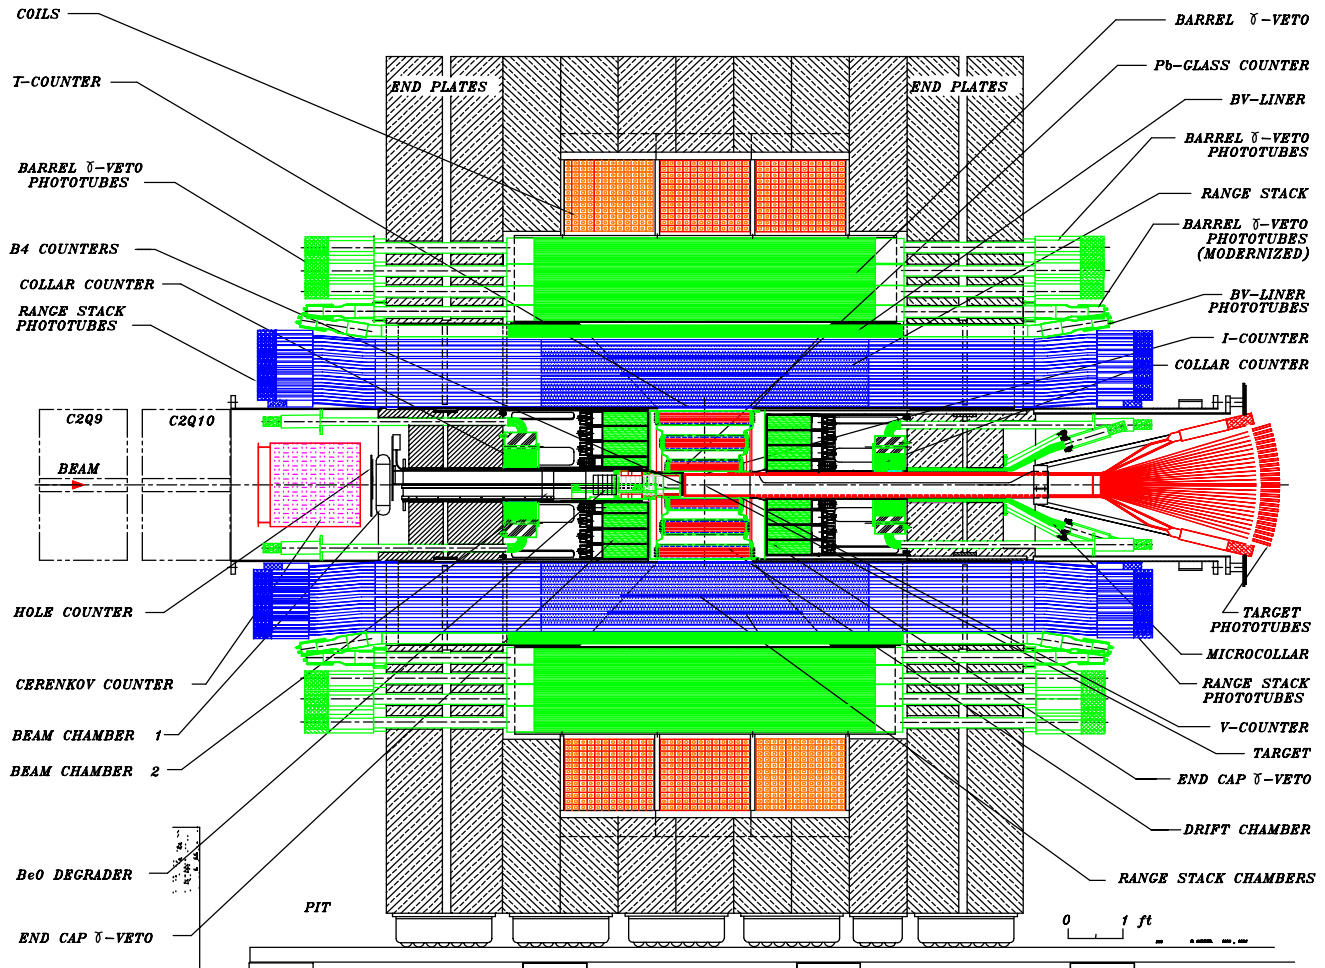 COILS
T-COUNTER
BARREL γ-VETO
PHOTOTUBES
B4 COUNTERS
COLLAR COUNTER
RANGE STACK
PHOTOTUBES
C2Q9
C2Q10
BEAM
HOLE COUNTER
CERENKOV COUNTER
BEAM CHAMBER 1
BEAM CHAMBER 2
BeO DEGRADER
END CAP γ-VETO
PIT
END PLATES
END PLATES
BARREL γ-VETO
Pb-GLASS COUNTER
BV-LINER
BARREL γ-VETO
PHOTOTUBES
RANGE STACK
BARREL γ-VETO
PHOTOTUBES
(MODERNIZED)
BV-LINER
PHOTOTUBES
I-COUNTER
COLLAR COUNTER
TARGET
PHOTOTUBES
MICROCOLLAR
RANGE STACK
PHOTOTUBES
V-COUNTER
TARGET
END CAP γ-VETO
DRIFT CHAMBER
RANGE STACK CHAMBERS
0 1 ft